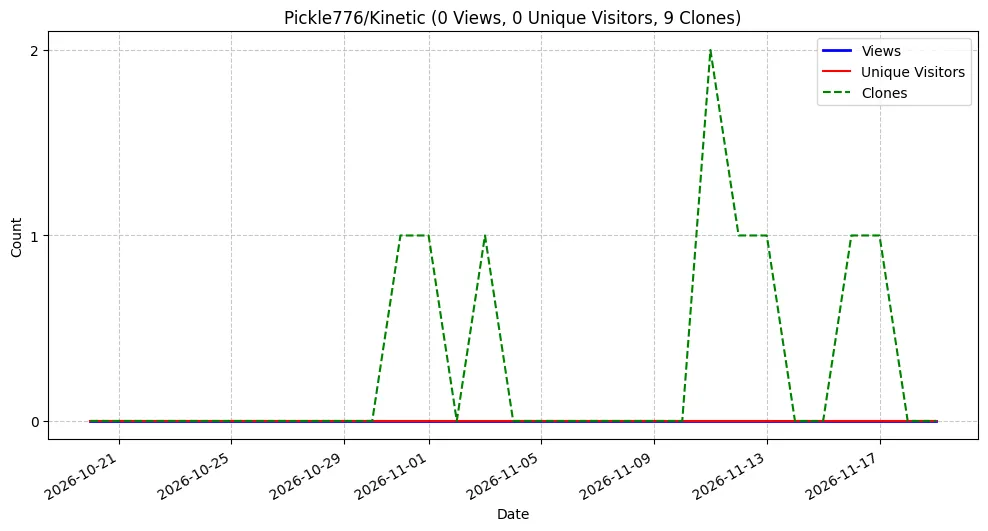 Pickle776/Kinetic (0 Views, 0 Unique Visitors, 9 Clones)
Views
Unique Visitors
Clones
2
1
0
Count
2026-10-21
2026-10-25
2026-10-29
2026-11-01
2026-11-05
2026-11-09
2026-11-13
2026-11-17
Date